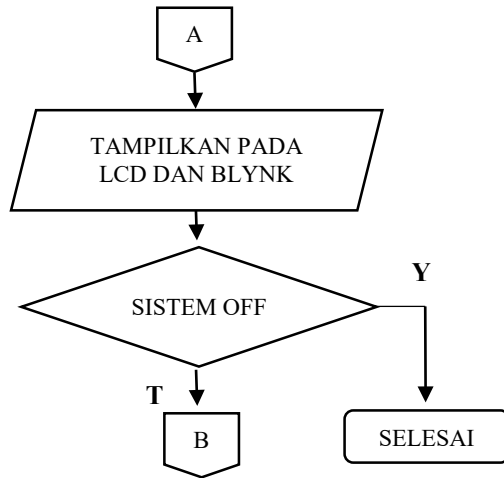 A
TAMPILKAN PADA
LCD DAN BLYNK
Y
SISTEM OFF
T
B
SELESAI